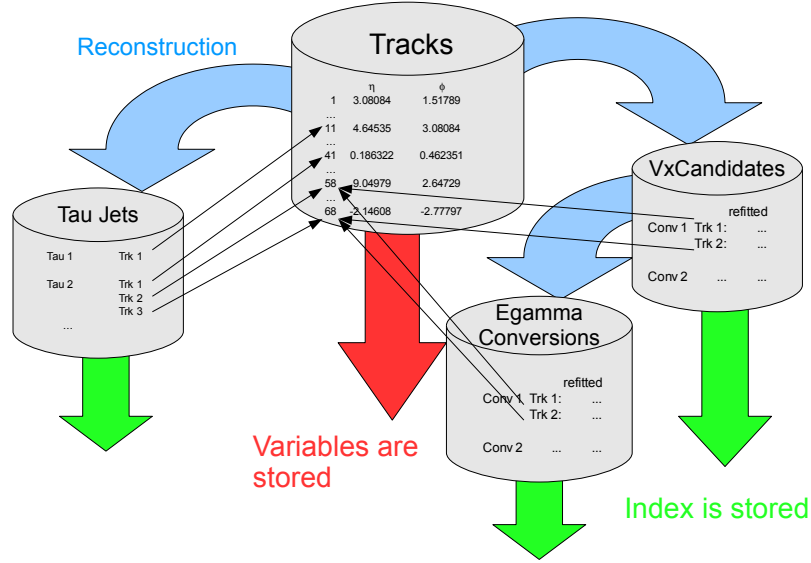 Reconstruction
Tracks
η φ
1 3.08084 1.51789
...
11 4.64535 3.08084
...
41 0.186322 0.462351
...
58 9.04979 2.64729
...
68 -2.14608 -2.77797
Tau Jets
Tau 1 Trk 1
Tau 2 Trk 1
Trk 2
Trk 3
...
VxCandidates
refitted
Conv 1 Trk 1: ...
Trk 2: ...
Conv 2 ... ...
Egamma
Conversions
refitted
Conv 1 Trk 1: ...
Trk 2: ...
Conv 2 ... ...
Variables are
stored
Index is stored